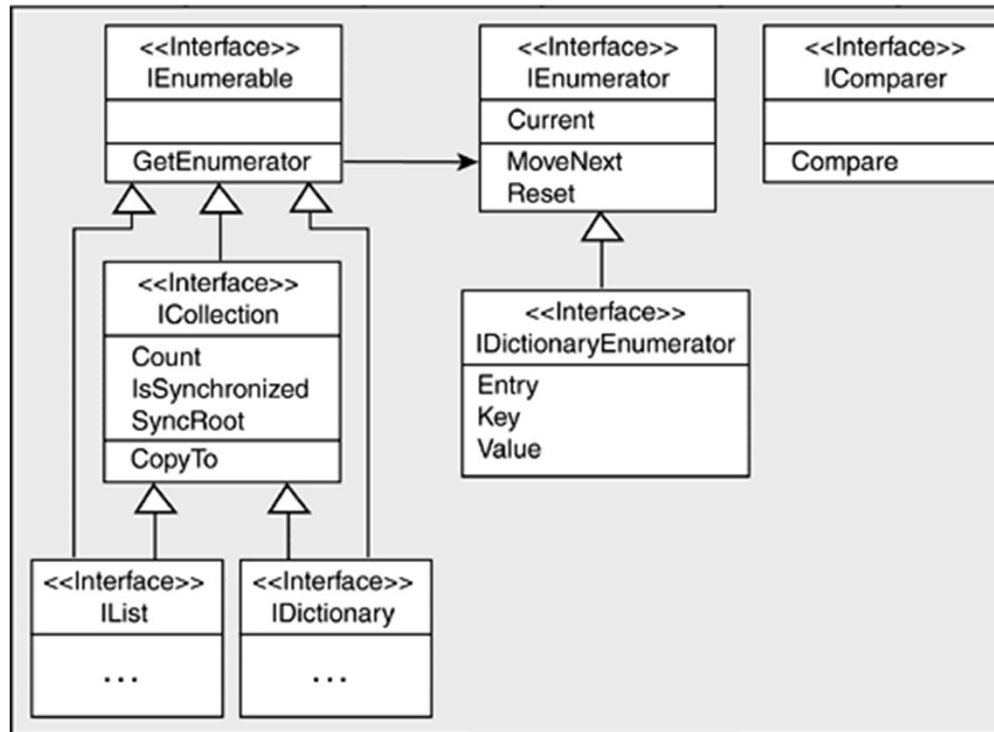 <<Interface>>
IEnumerable
GetEnumerator
<<Interface>>
IEnumerator
Current
MoveNext
Reset
<<Interface>>
IComparer
Compare
<<Interface>>
ICollection
Count
IsSynchronized
SyncRoot
CopyTo
<<Interface>>
IDictionaryEnumerator
Entry
Key
Value
<<Interface>>
IList
...
<<Interface>>
IDictionary
...